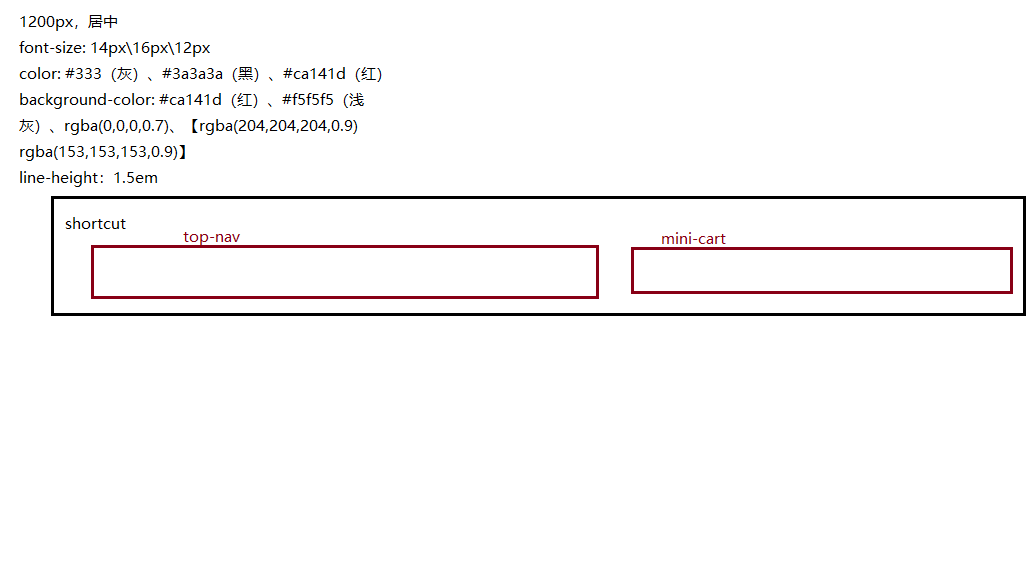 1200px，居中
font-size: 14px\16px\12px
color: #333（灰）、#3a3a3a（黑）、#ca141d（红）
background-color: #ca141d（红）、#f5f5f5（浅
灰）、rgba(0,0,0,0.7)、【rgba(204,204,204,0.9)
rgba(153,153,153,0.9)】
line-height：1.5em
shortcut
top-nav
mini-cart